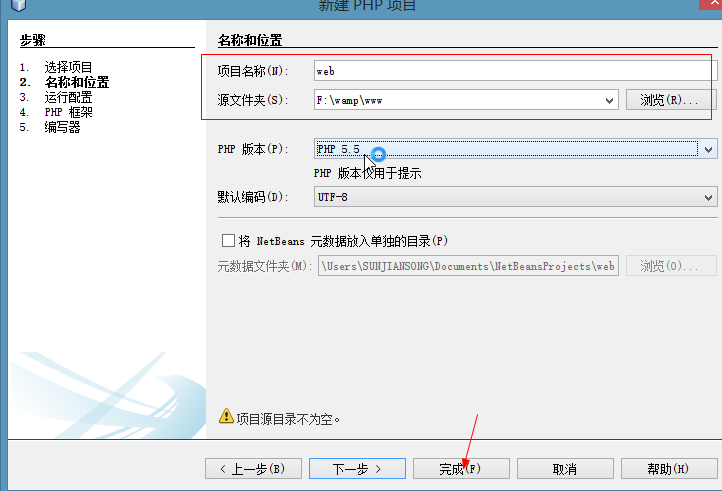 新建 PHP 项目
步骤
1. 选择项目
2. 名称和位置
3. 运行配置
4. PHP 框架
5. 编写器
名称和位置
项目名称(N): web
源文件夹(S): F:\wamp\www 浏览(R)...
PHP 版本(P): PHP 5.5
PHP 版本仅用于提示
默认编码(D): UTF-8
将 NetBeans 元数据放入单独的目录(P)
元数据文件夹(M): \Users\SUNJIANSONG\Documents\NetBeansProjects\web 浏览(O)...
项目源目录不为空。
< 上一步(B) 下一步 > 完成(F) 取消 帮助(H)